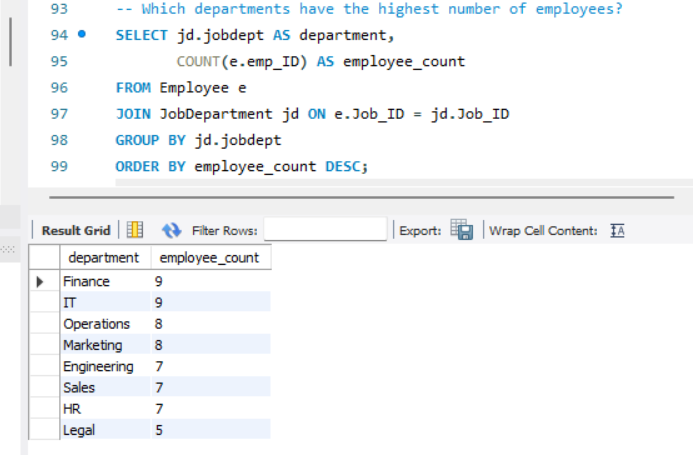 93 -- Which departments have the highest number of employees?
94 SELECT jd.jobdept AS department,
95 COUNT(e.emp_ID) AS employee_count
96 FROM Employee e
97 JOIN JobDepartment jd ON e.Job_ID = jd.Job_ID
98 GROUP BY jd.jobdept
99 ORDER BY employee_count DESC;
Result Grid Filter Rows: Export: Wrap Cell Content: IA
department employee_count
Finance 9
IT 9
Operations 8
Marketing 8
Engineering 7
Sales 7
HR 7
Legal 5